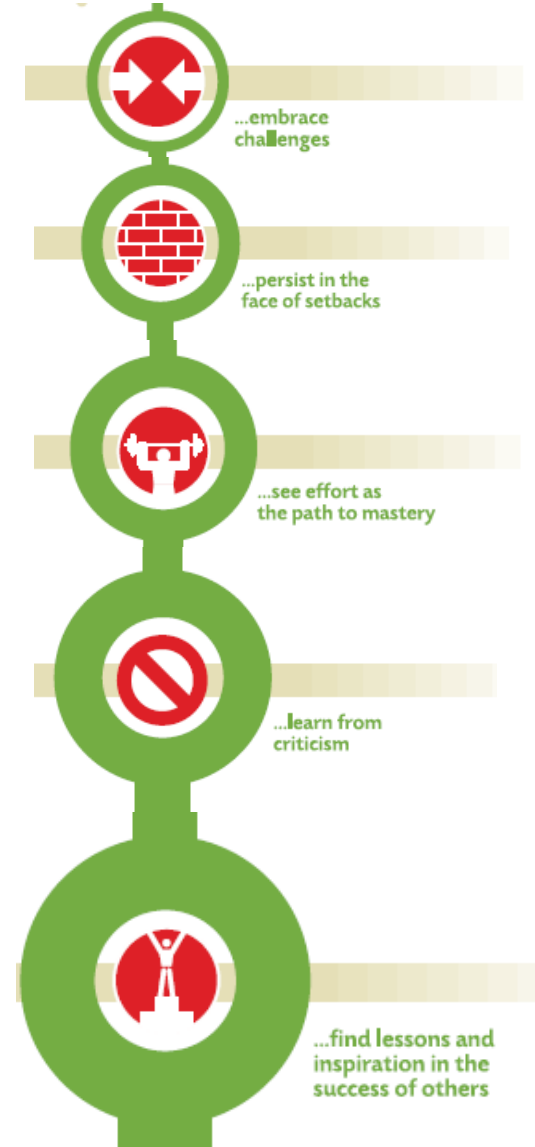 ...embrace
challenges
...persist in the
face of setbacks
...see effort as
the path to mastery
...learn from
criticism
...find lessons and
inspiration in the
success of others